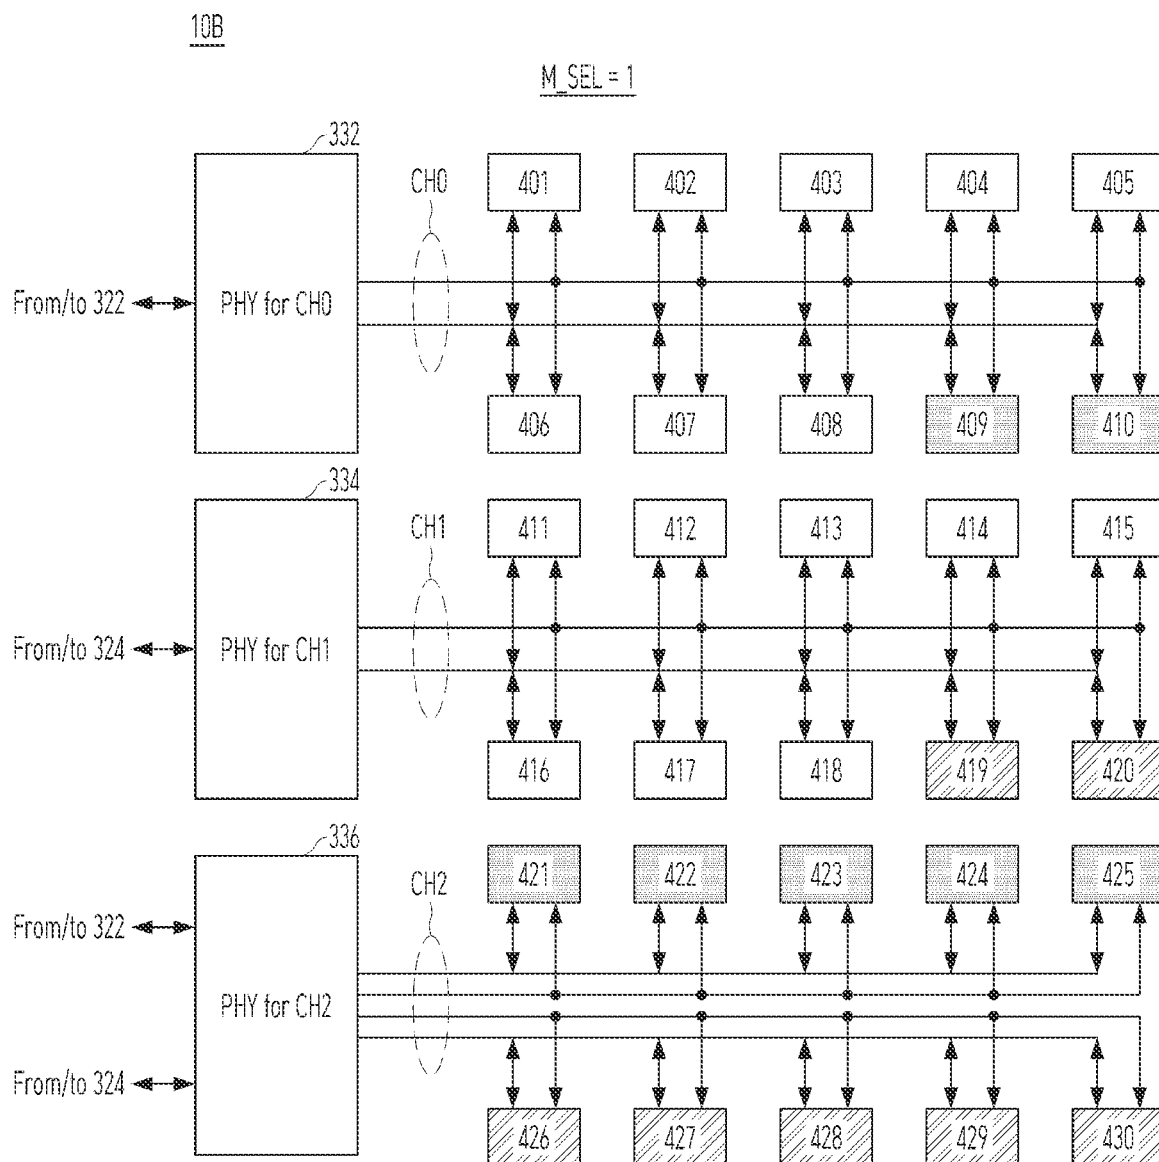 10B
M_SEL = 1
332
CH0
401 402 403 404 405
From/to 322
PHY for CH0
406 407 408 409 410
334
CH1
411 412 413 414 415
From/to 324
PHY for CH1
416 417 418 419 420
336
CH2
421 422 423 424 425
From/to 322
PHY for CH2
From/to 324
426 427 428 429 430